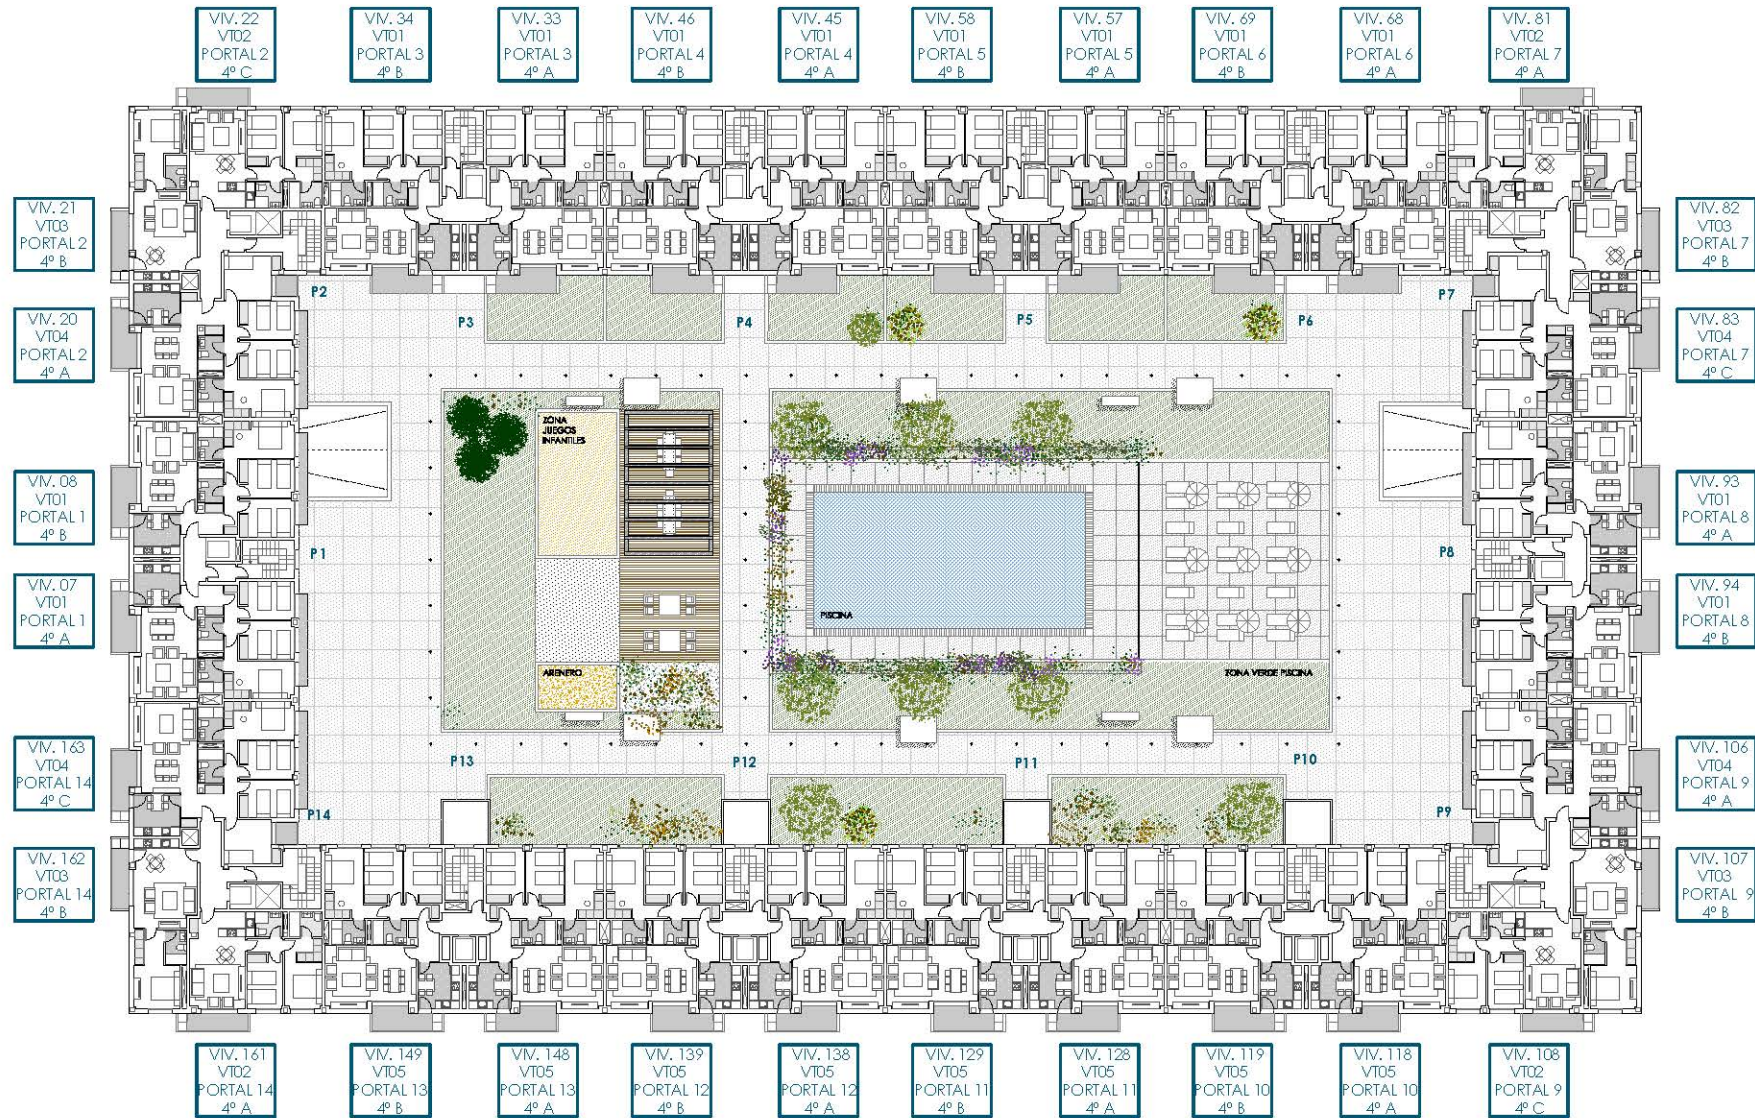 VIV. 22
VT02
PORTAL 2
4º C
VIV. 34
VT01
PORTAL 3
4º B
VIV. 33
VT01
PORTAL 3
4º A
VIV. 46
VT01
PORTAL 4
4º B
VIV. 45
VT01
PORTAL 4
4º A
VIV. 58
VT01
PORTAL 5
4º B
VIV. 57
VT01
PORTAL 5
4º A
VIV. 69
VT01
PORTAL 6
4º B
VIV. 68
VT01
PORTAL 6
4º A
VIV. 81
VT02
PORTAL 7
4º A
VIV. 21
VT03
PORTAL 2
4º B
VIV. 82
VT03
PORTAL 7
4º B
P2
P7
P3
P4
P5
P6
VIV. 20
VT04
PORTAL 2
4º A
VIV. 83
VT04
PORTAL 7
4º C
ZONA
JUEGOS
INFANTILES
VIV. 08
VT01
PORTAL 1
4º B
VIV. 93
VT01
PORTAL 8
4º A
P1
P8
VIV. 07
VT01
PORTAL 1
4º A
VIV. 94
VT01
PORTAL 8
4º B
PISCINA
ARENERO
ZONA VERDE PISCINA
VIV. 163
VT04
PORTAL 14
4º C
VIV. 106
VT04
PORTAL 9
4º A
P13
P12
P11
P10
P14
P9
VIV. 162
VT03
PORTAL 14
4º B
VIV. 107
VT03
PORTAL 9
4º B
VIV. 161
VT02
PORTAL 14
4º A
VIV. 149
VT05
PORTAL 13
4º B
VIV. 148
VT05
PORTAL 13
4º A
VIV. 139
VT05
PORTAL 12
4º B
VIV. 138
VT05
PORTAL 12
4º A
VIV. 129
VT05
PORTAL 11
4º B
VIV. 128
VT05
PORTAL 11
4º A
VIV. 119
VT05
PORTAL 10
4º B
VIV. 118
VT05
PORTAL 10
4º A
VIV. 108
VT02
PORTAL 9
4º C